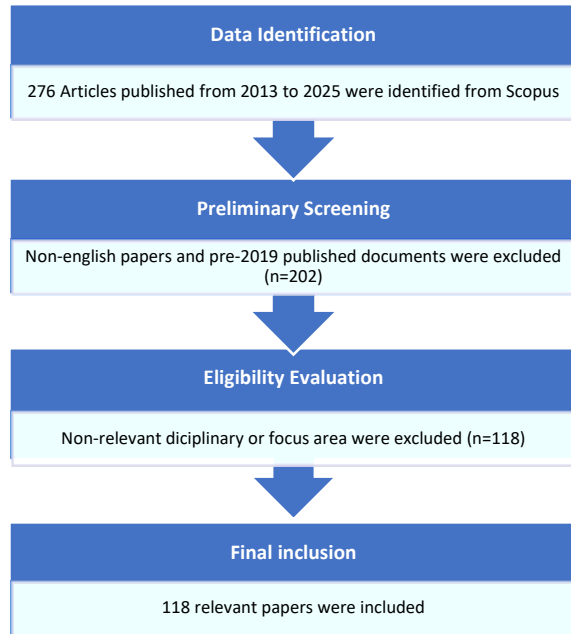 Data Identification
276 Articles published from 2013 to 2025 were identified from Scopus
Preliminary Screening
Non-english papers and pre-2019 published documents were excluded
(n=202)
Eligibility Evaluation
Non-relevant diciplinary or focus area were excluded (n=118)
Final inclusion
118 relevant papers were included